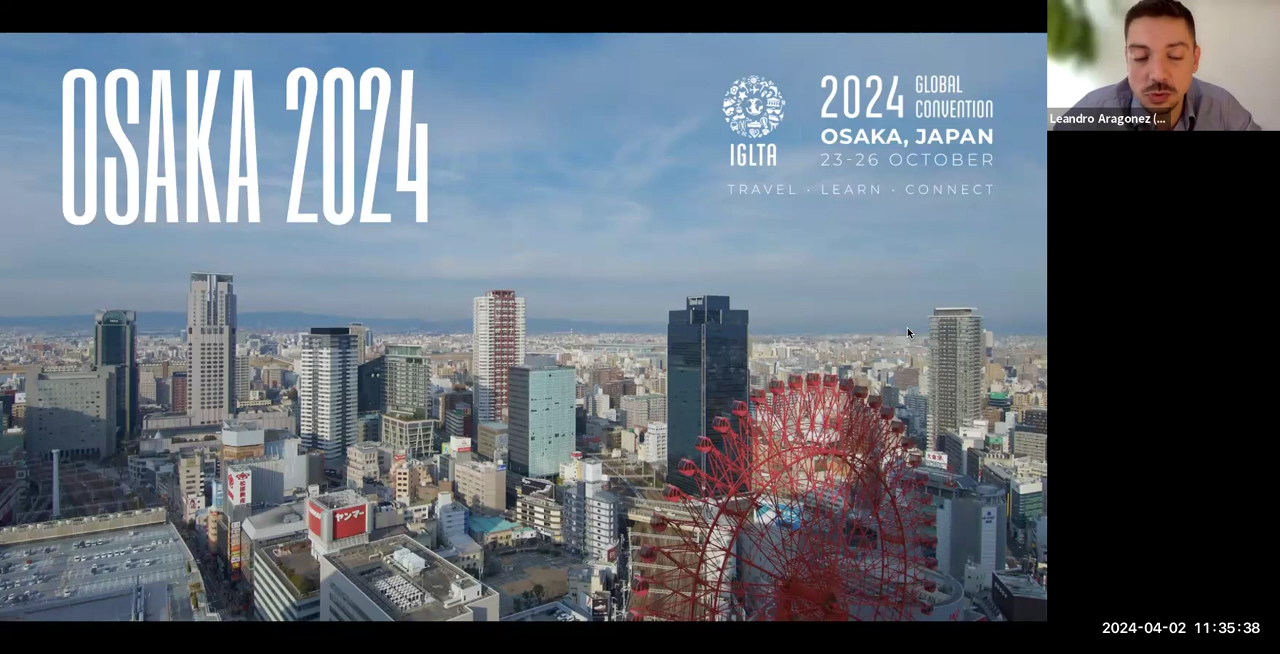 OSAKA 2024
IGLTA
2024 GLOBAL
CONVENTION
OSAKA, JAPAN
23-26 OCTOBER
TRAVEL · LEARN · CONNECT
Leandro Aragonez (...
ヤンマー
2024-04-02 11:35:38